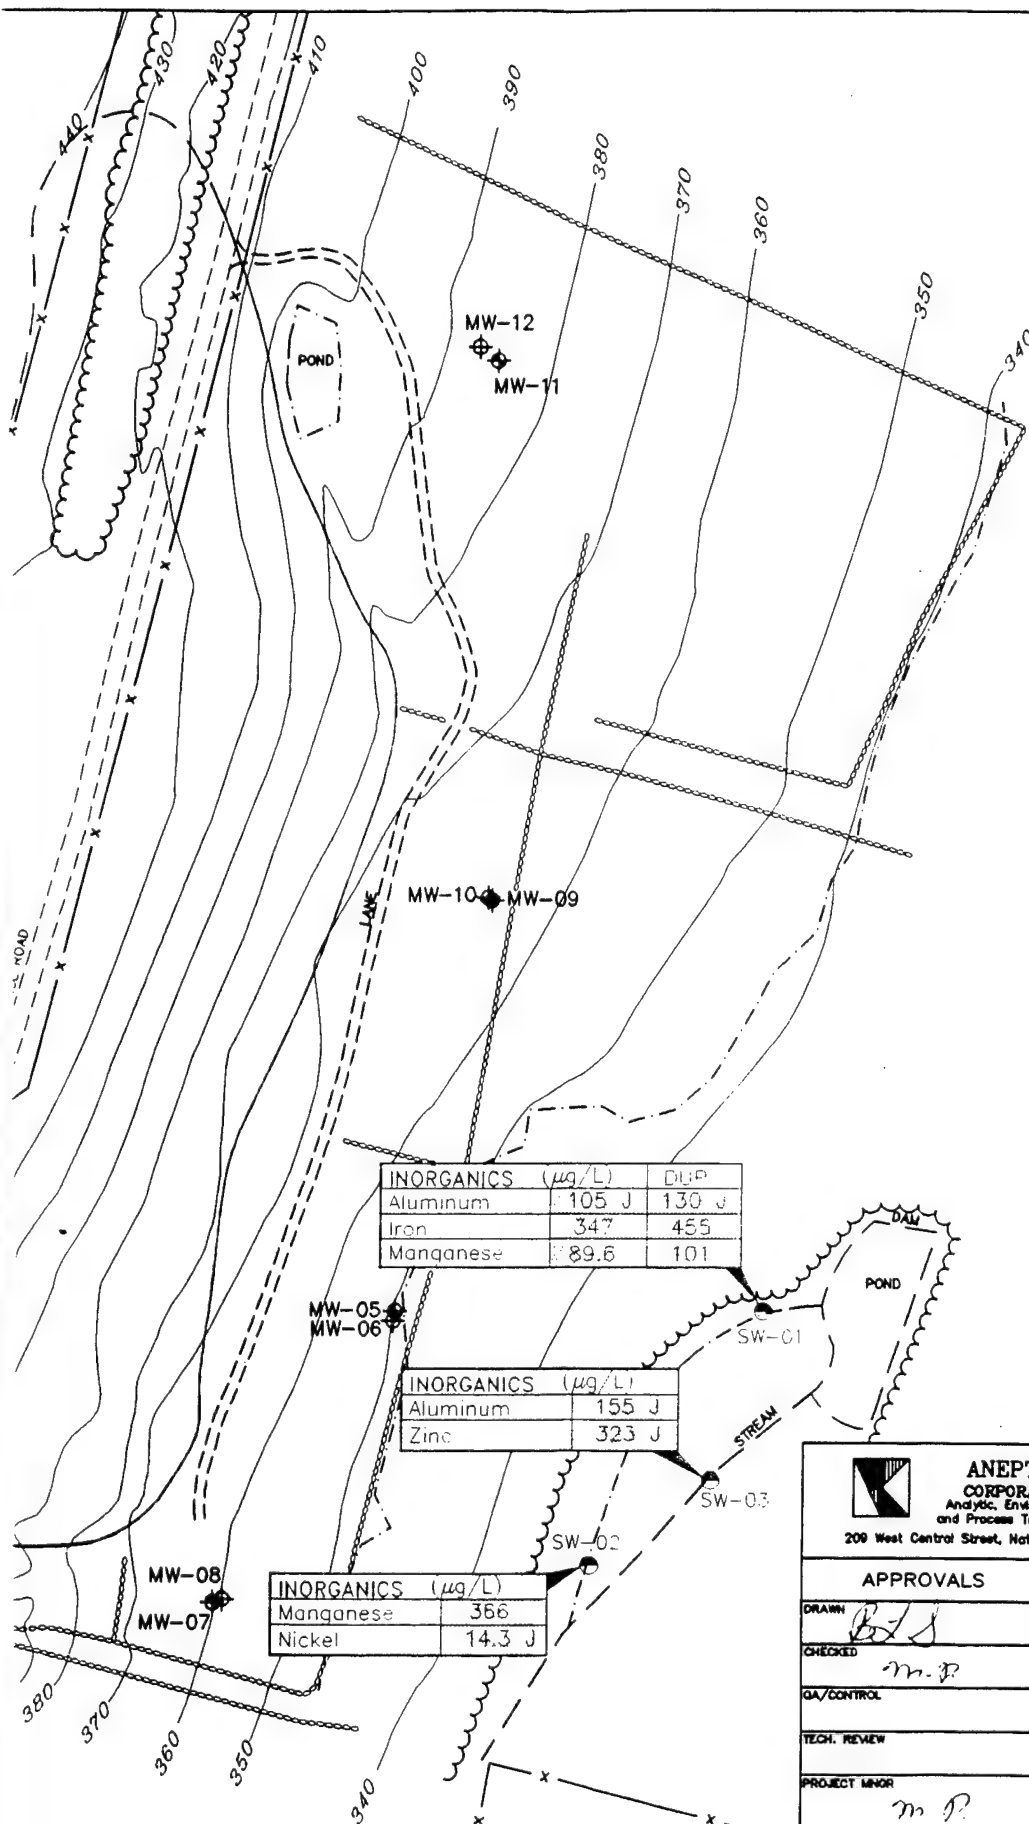 430
420
410
400
390
380
370
360
350
340
440
MW-12
MW-11
POND
MW-10
MW-09
LANE
ROAD
INORGANICS (µg/L) DUP
Aluminum 105 J 130 J
Iron 347 455
Manganese 89.6 101
DAM
POND
MW-05
MW-06
SW-01
INORGANICS (µg/L)
Aluminum 155 J
Zinc 323 J
STREAM
SW-03
SW-02
INORGANICS (µg/L)
Manganese 366
Nickel 14.3 J
MW-08
MW-07
380
370
360
350
340
ANEPT
CORPORA
Analytic, Envi
and Process T
209 West Central Street, Nat
APPROVALS
DRAWN
CHECKED
QA/CONTROL
TECH. REVIEW
PROJECT MNGR